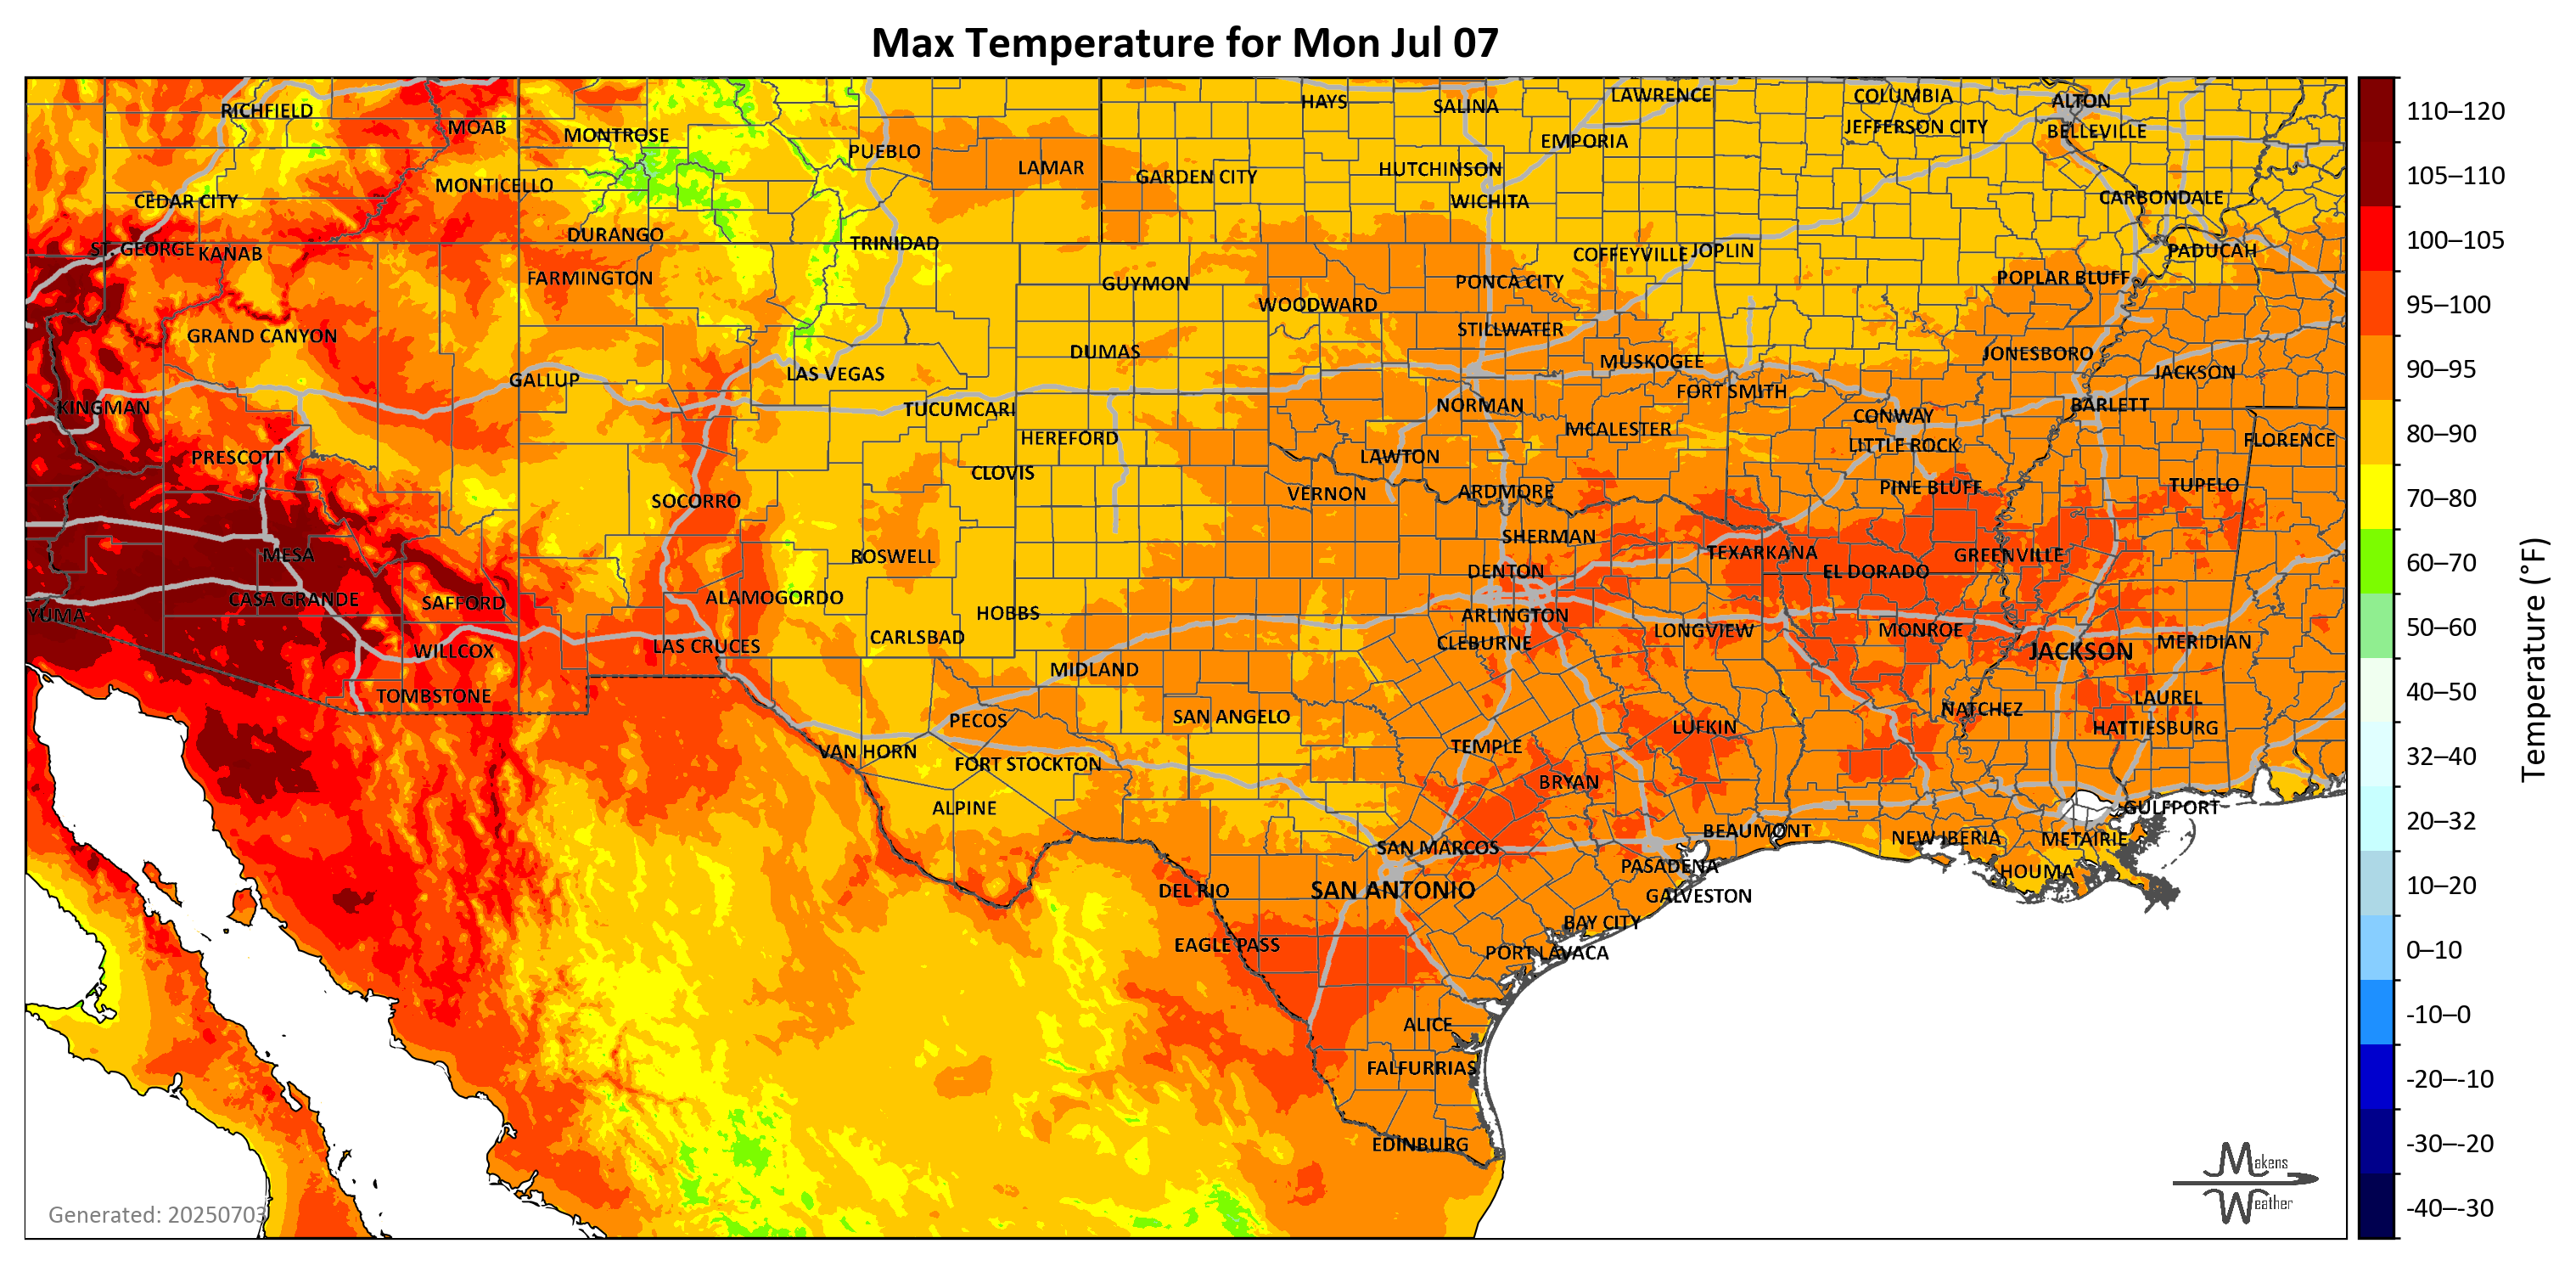 Max Temperature for Mon Jul 07
RICHFIELD
MOAB
MONTROSE
PUEBLO
LAMAR
HAYS
SALINA
LAWRENCE
EMPORIA
COLUMBIA
JEFFERSON CITY
ALTON
BELLEVILLE
CEDAR CITY
MONTICELLO
GARDEN CITY
HUTCHINSON
WICHITA
CARBONDALE
ST. GEORGE
KANAB
DURANGO
TRINIDAD
COFFEYVILLE
JOPLIN
PADUCAH
FARMINGTON
GUYMON
WOODWARD
PONCA CITY
POPLAR BLUFF
GRAND CANYON
STILLWATER
DUMAS
MUSKOGEE
JONESBORO
GALLUP
LAS VEGAS
FORT SMITH
JACKSON
KINGMAN
TUCUMCARI
NORMAN
CONWAY
BARLETT
HEREFORD
MCALESTER
LITTLE ROCK
FLORENCE
PRESCOTT
CLOVIS
LAWTON
SOCORRO
VERNON
ARDMORE
PINE BLUFF
TUPELO
MESA
ROSWELL
SHERMAN
TEXARKANA
GREENVILLE
DENTON
EL DORADO
YUMA
CASA GRANDE
SAFFORD
ALAMOGORDO
HOBBS
ARLINGTON
WILLCOX
LAS CRUCES
CARLSBAD
CLEBURNE
LONGVIEW
MONROE
JACKSON
MERIDIAN
TOMBSTONE
MIDLAND
PECOS
SAN ANGELO
LUFKIN
NATCHEZ
LAUREL
HATTIESBURG
VAN HORN
FORT STOCKTON
TEMPLE
BRYAN
ALPINE
GULFPORT
SAN MARCOS
BEAUMONT
NEW IBERIA
METAIRIE
DEL RIO
SAN ANTONIO
PASADENA
GALVESTON
HOUMA
EAGLE PASS
BAY CITY
PORT LAVACA
ALICE
FALFURRIAS
EDINBURG
Generated: 20250703
Makens
Weather
110–120
105–110
100–105
95–100
90–95
80–90
70–80
60–70
50–60
40–50
32–40
20–32
10–20
0–10
-10–0
-20–-10
-30–-20
-40–-30
Temperature (°F)